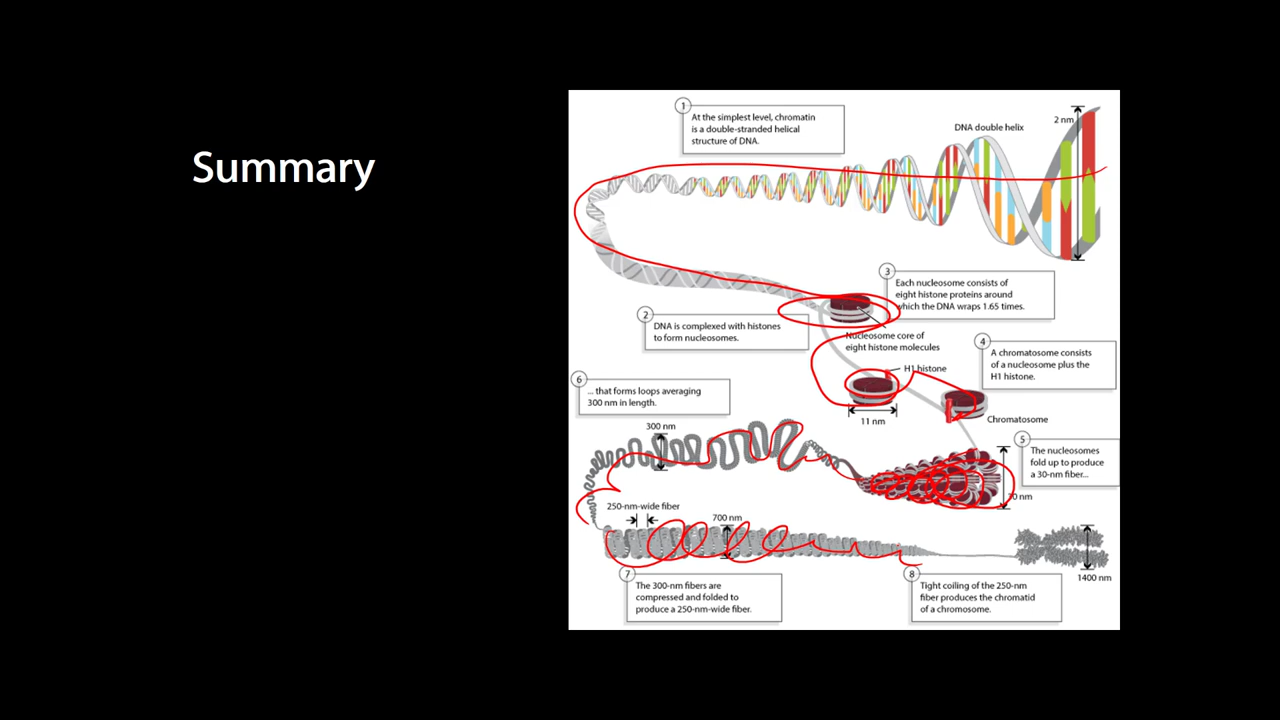 Summary
1
At the simplest level, chromatin
is a double-stranded helical
structure of DNA.
DNA double helix
2 nm
3
Each nucleosome consists of
eight histone proteins around
which the DNA wraps 1.65 times.
2
DNA is complexed with histones
to form nucleosomes.
Nucleosome core of
eight histone molecules
4
A chromatosome consists
of a nucleosome plus the
H1 histone.
H1 histone
6
... that forms loops averaging
300 nm in length.
11 nm
Chromatosome
300 nm
5
The nucleosomes
fold up to produce
a 30-nm fiber...
nm
250-nm-wide fiber
700 nm
1400 nm
7
The 300-nm fibers are
compressed and folded to
produce a 250-nm-wide fiber.
8
Tight coiling of the 250-nm
fiber produces the chromatid
of a chromosome.